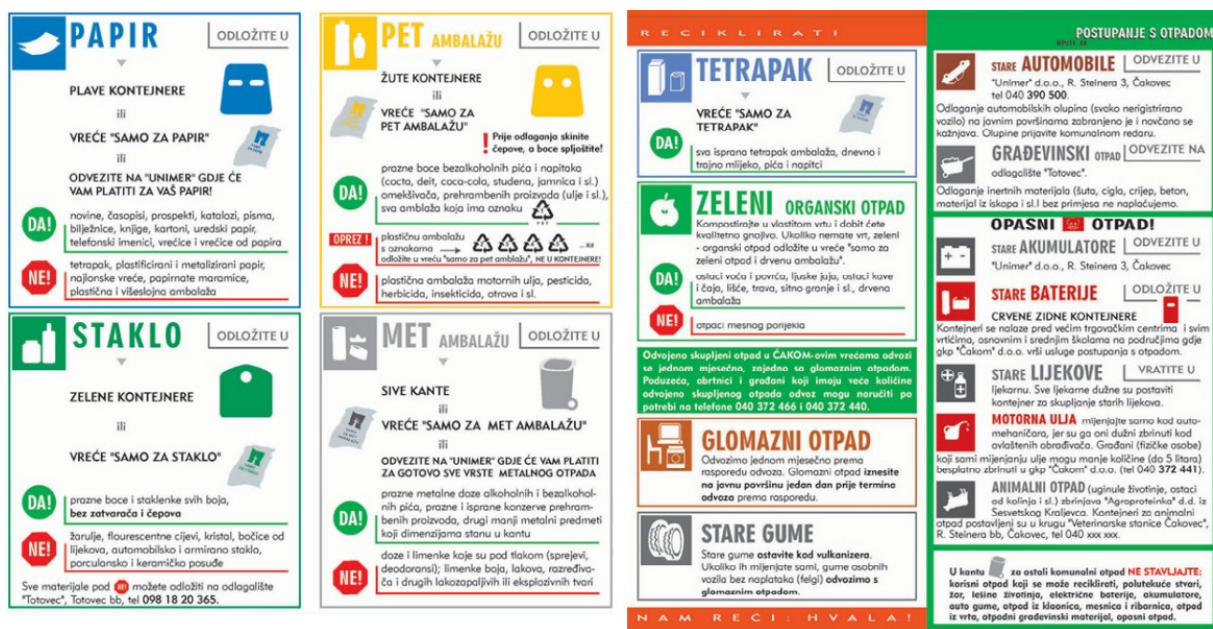 PAPIR
ODLOŽITE U
PLAVE KONTEJNERE
ili
VREĆE "SAMO ZA PAPIR"
ili
ODVEZITE NA "UNIMER" GDJE ĆE
VAM PLATITI ZA VAŠ PAPIR!
DA!
novine, časopisi, prospekti, katalozi, pisma,
bilježnice, knjige, kartoni, uredski papir,
telefonski imenici, vrećice i vrećice od papira
NE!
tetrapak, plastificirani i metalizirani papir,
najlonske vreće, papirnate maramice,
plastična i višeslojna ambalaža
STAKLO
ODLOŽITE U
ZELENE KONTEJNERE
ili
VREĆE "SAMO ZA STAKLO"
DA!
prazne boce i staklenke svih boja,
bez zatvarača i čepova
NE!
žarulje, flourescentne cijevi, kristal, bočice od
lijekova, automobilsko i armirano staklo,
porculansko i keramičko posuđe
Sve materijale pod NE! možete odložiti na odlagalište
"Totovec", Totovec bb, tel 098 18 20 365.
PET AMBALAŽU
ODLOŽITE U
ŽUTE KONTEJNERE
ili
VREĆE "SAMO ZA
PET AMBALAŽU"
! Prije odlaganja skinite
čepove, a boce spljoštite!
DA!
prazne boce bezalkoholnih pića i napitaka
(cocta, deit, coca-cola, studena, jamnica i sl.)
omekšivača, prehrambenih proizvoda (ulje i sl.),
sva amblaža koja ima oznaku
PET
OPREZ !
plastičnu ambalažu
s oznakama
odložite u vreću "samo za pet ambalažu", NE U KONTEJNERE!
NE!
plastična ambalaža motornih ulja, pesticida,
herbicida, insekticida, otrova i sl.
MET AMBALAŽU
ODLOŽITE U
SIVE KANTE
ili
VREĆE "SAMO ZA MET AMBALAŽU"
ili
ODVEZITE NA "UNIMER" GDJE ĆE VAM PLATITI
ZA GOTOVO SVE VRSTE METALNOG OTPADA
DA!
prazne metalne doze alkoholnih i bezalkohol-
nih pića, prazne i isprane konzerve prehram-
benih proizvoda, drugi manji metalni predmeti
koji dimenzijama stanu u kantu
NE!
doze i limenke koje su pod tlakom (sprejevi,
deodoransi); limenke boja, lakova, razređiva-
ča i drugih lakozapaljivih ili eksplozivnih tvari
RECIKLIRATI
TETRAPAK
ODLOŽITE U
VREĆE "SAMO ZA
TETRAPAK"
DA!
sva isprana tetrapak ambalaža, dnevno i
trajno mlijeko, pića i napitci
ZELENI ORGANSKI OTPAD
Kompostirajte u vlastitom vrtu i dobit ćete
kvalitetno gnojivo. Ukoliko nemate vrt, zeleni
- organski otpad odložite u vreće "samo za
zeleni otpad i drvenu ambalažu".
DA!
ostaci voća i povrća, ljuske jaja, ostaci kave
i čaja, lišće, trava, sitno granje i sl., drvena
ambalaža
NE!
otpaci mesnog porijekla
Odvojeno skupljeni otpad u ČAKOM-ovim vrećama odvozi
se jednom mjesečno, zajedno sa glomaznim otpadom.
Poduzeća, obrtnici i građani koji imaju veće količine
odvojeno skupljenog otpada odvoz mogu naručiti po
potrebi na telefone 040 372 466 i 040 372 440.
GLOMAZNI OTPAD
Odvozimo jednom mjesečno prema
rasporedu odvoza. Glomazni otpad iznesite
na javnu površinu jedan dan prije termina
odvoza prema rasporedu.
STARE GUME
Stare gume ostavite kod vulkanizera.
Ukoliko ih mijenjate sami, gume osobnih
vozila bez naplataka (felgi) odvozimo s
glomaznim otpadom.
NAM RECI: HVALA!
POSTUPANJE S OTPADOM
STARE AUTOMOBILE
ODVEZITE U
"Unimer" d.o.o., R. Steinera 3, Čakovec
tel 040 390 500.
Odlaganje automobilskih olupina (svako nerigistrirano
vozilo) na javnim površinama zabranjeno je i novčano se
kažnjava. Olupine prijavite komunalnom redaru.
GRAĐEVINSKI OTPAD
ODVEZITE NA
odlagalište "Totovec".
Odlaganje inertnih materijala (šuta, cigla, crijep, beton,
materijal iz iskopa i sl.) bez primjesa ne naplaćujemo.
OPASNI OTPAD!
STARE AKUMULATORE
ODVEZITE U
"Unimer" d.o.o., R. Steinera 3, Čakovec
STARE BATERIJE
ODLOŽITE U
CRVENE ZIDNE KONTEJNERE
Kontejneri se nalaze pred većim trgovačkim centrima i svim
vrtićima, osnovnim i srednjim školama na područjima gdje
gkp "Čakom" d.o.o. vrši usluge postupanja s otpadom.
STARE LIJEKOVE
VRATITE U
ljekarnu. Sve ljekarne dužne su postaviti
kontejner za skupljanje starih lijekova.
MOTORNA ULJA mijenjajte samo kod auto-
mehaničara, jer su ga oni dužni zbrinuti kod
ovlaštenih obrađivača. Građani (fizičke osobe)
koji sami mijenjanju ulje mogu manje količine (do 5 litara)
besplatno zbrinuti u gkp "Čakom" d.o.o. (tel 040 372 441).
ANIMALNI OTPAD (uginule životinje, ostaci
od kolinja i sl.) zbrinjava "Agroproteinka" d.d. iz
Sesvetskog Kraljevca. Kontejneri za animalni
otpad postavljeni su u krugu "Veterinarske stanice Čakovec",
R. Steinera bb, Čakovec, tel 040 xxx xxx.
U kantu za ostali komunalni otpad NE STAVLJAJTE:
korisni otpad koji se može reciklirati, polutekuće stvari,
žar, lešine životinja, električne baterije, akumulatore,
auto gume, otpad iz klaonica, mesnica i ribarnica, otpad
iz vrta, otpadni građevinski materijal, opasni otpad.